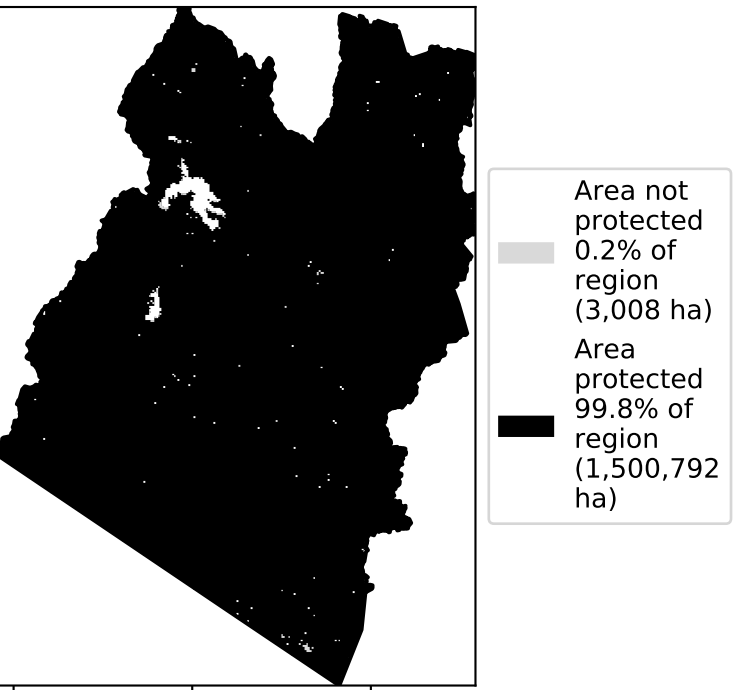 Area not
protected
0.2% of
region
(3,008 ha)
Area
protected
99.8% of
region
(1,500,792
ha)